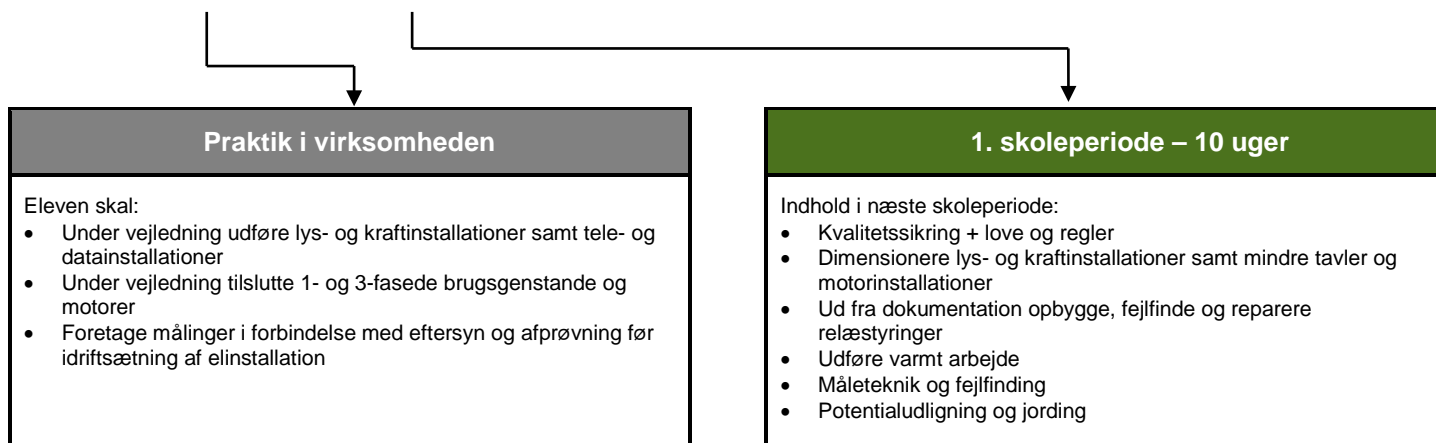 Praktik i virksomheden
Eleven skal:
• Under vejledning udføre lys- og kraftinstallationer samt tele- og
datainstallationer
• Under vejledning tilslutte 1- og 3-fasede brugsgenstande og
motorer
• Foretage målinger i forbindelse med eftersyn og afprøvning før
idriftsætning af elinstallation
1. skoleperiode – 10 uger
Indhold i næste skoleperiode:
• Kvalitetssikring + love og regler
• Dimensionere lys- og kraftinstallationer samt mindre tavler og
motorinstallationer
• Ud fra dokumentation opbygge, fejlfinde og reparere
relæstyringer
• Udføre varmt arbejde
• Måleteknik og fejlfinding
• Potentialudligning og jording